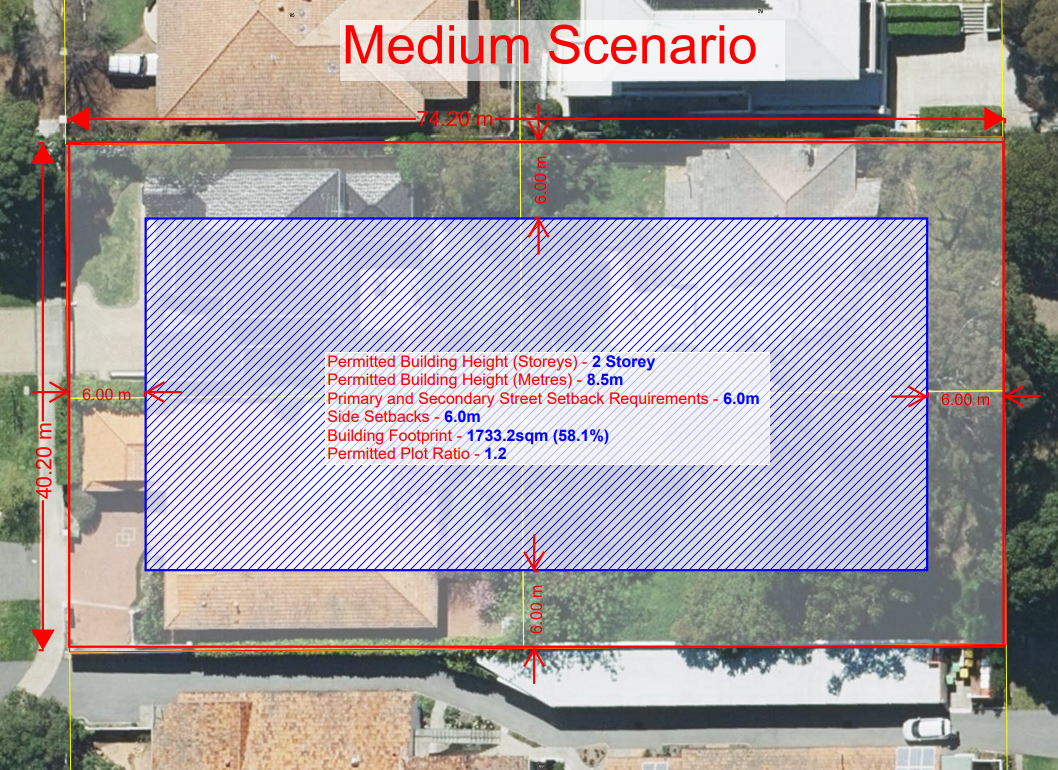 Medium Scenario
74.20 m
6.00 m
Permitted Building Height (Storeys) - 2 Storey
Permitted Building Height (Metres) - 8.5m
6.00 m
Primary and Secondary Street Setback Requirements - 6.0m
6.00 m
Side Setbacks - 6.0m
Building Footprint - 1733.2sqm (58.1%)
Permitted Plot Ratio - 1.2
40.20 m
6.00 m